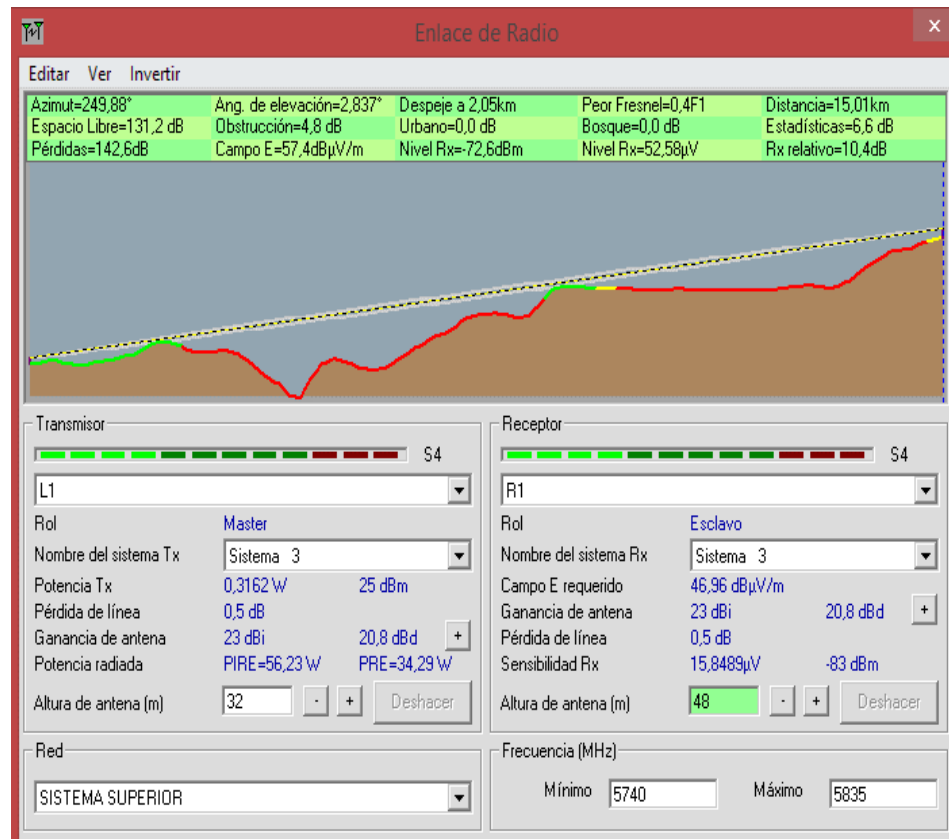 Enlace de Radio x
Editar Ver Invertir
Azimut=249,88° Ang. de elevación=2,837° Despeje a 2,05km Peor Fresnel=0,4F1 Distancia=15,01km
Espacio Libre=131,2 dB Obstrucción=4,8 dB Urbano=0,0 dB Bosque=0,0 dB Estadísticas=6,6 dB
Pérdidas=142,6dB Campo E=57,4dBµV/m Nivel Rx=-72,6dBm Nivel Rx=52,58µV Rx relativo=10,4dB
Transmisor
S4
L1
Rol Master
Nombre del sistema Tx Sistema 3
Potencia Tx 0,3162 W 25 dBm
Pérdida de línea 0,5 dB
Ganancia de antena 23 dBi 20,8 dBd +
Potencia radiada PIRE=56,23 W PRE=34,29 W
Altura de antena (m) 32 - + Deshacer
Receptor
S4
R1
Rol Esclavo
Nombre del sistema Rx Sistema 3
Campo E requerido 46,96 dBµV/m
Ganancia de antena 23 dBi 20,8 dBd +
Pérdida de línea 0,5 dB
Sensibilidad Rx 15,8489µV -83 dBm
Altura de antena (m) 48 - + Deshacer
Red
SISTEMA SUPERIOR
Frecuencia (MHz)
Mínimo 5740 Máximo 5835